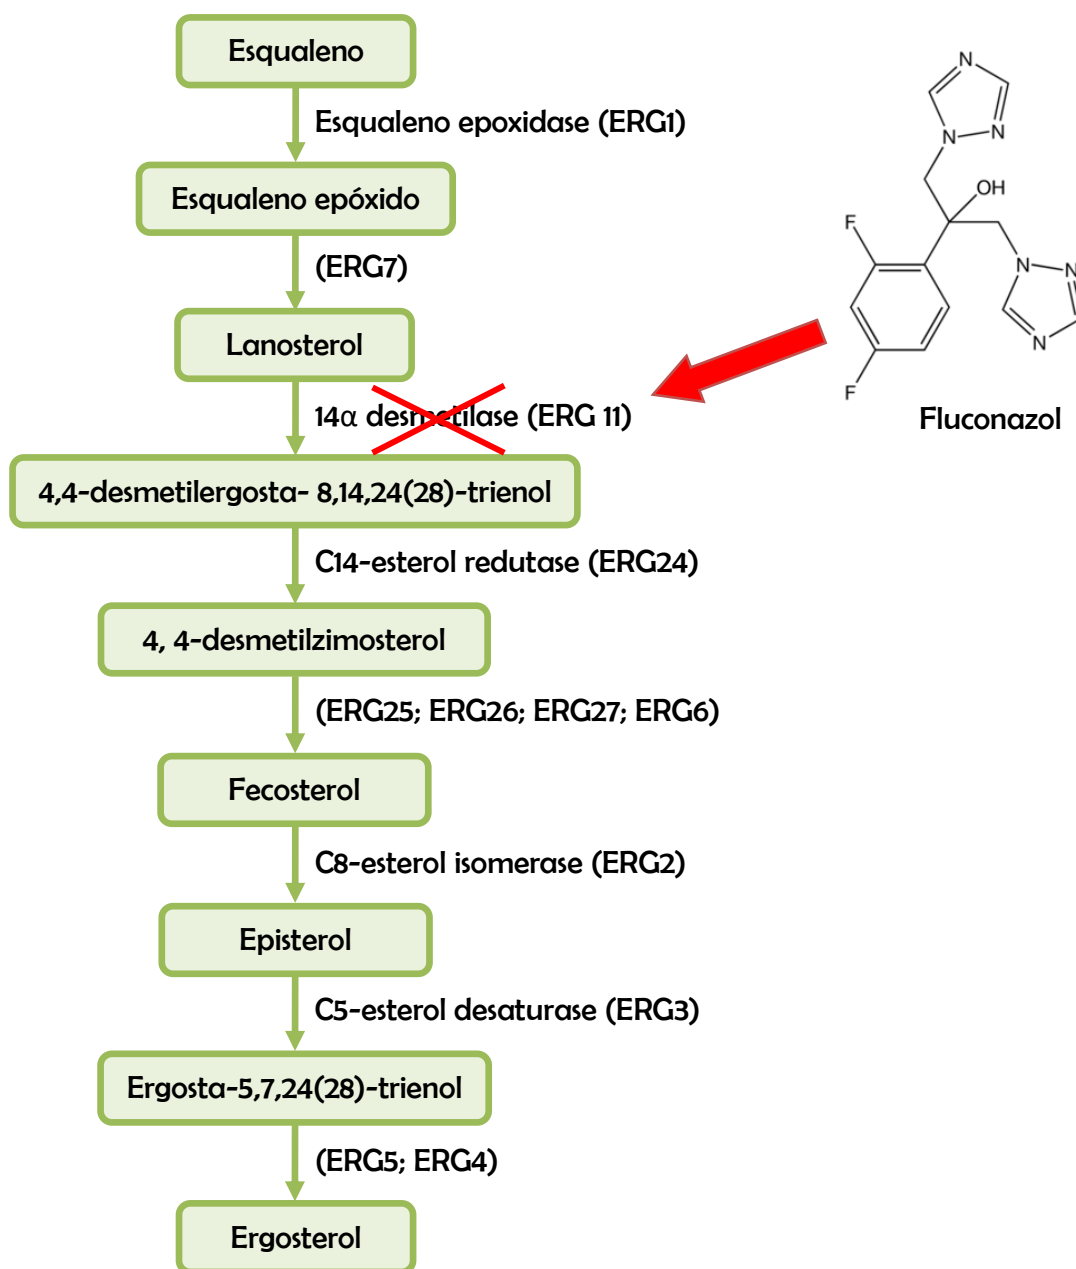 Esqualeno
Esqualeno epoxidase (ERG1)
Esqualeno epóxido
(ERG7)
Lanosterol
14α desmetilase (ERG 11)
4,4-desmetilergosta- 8,14,24(28)-trienol
C14-esterol redutase (ERG24)
4, 4-desmetilzimosterol
(ERG25; ERG26; ERG27; ERG6)
Fecosterol
C8-esterol isomerase (ERG2)
Episterol
C5-esterol desaturase (ERG3)
Ergosta-5,7,24(28)-trienol
(ERG5; ERG4)
Ergosterol
N
N
N
OH
F
N
N
N
F
Fluconazol